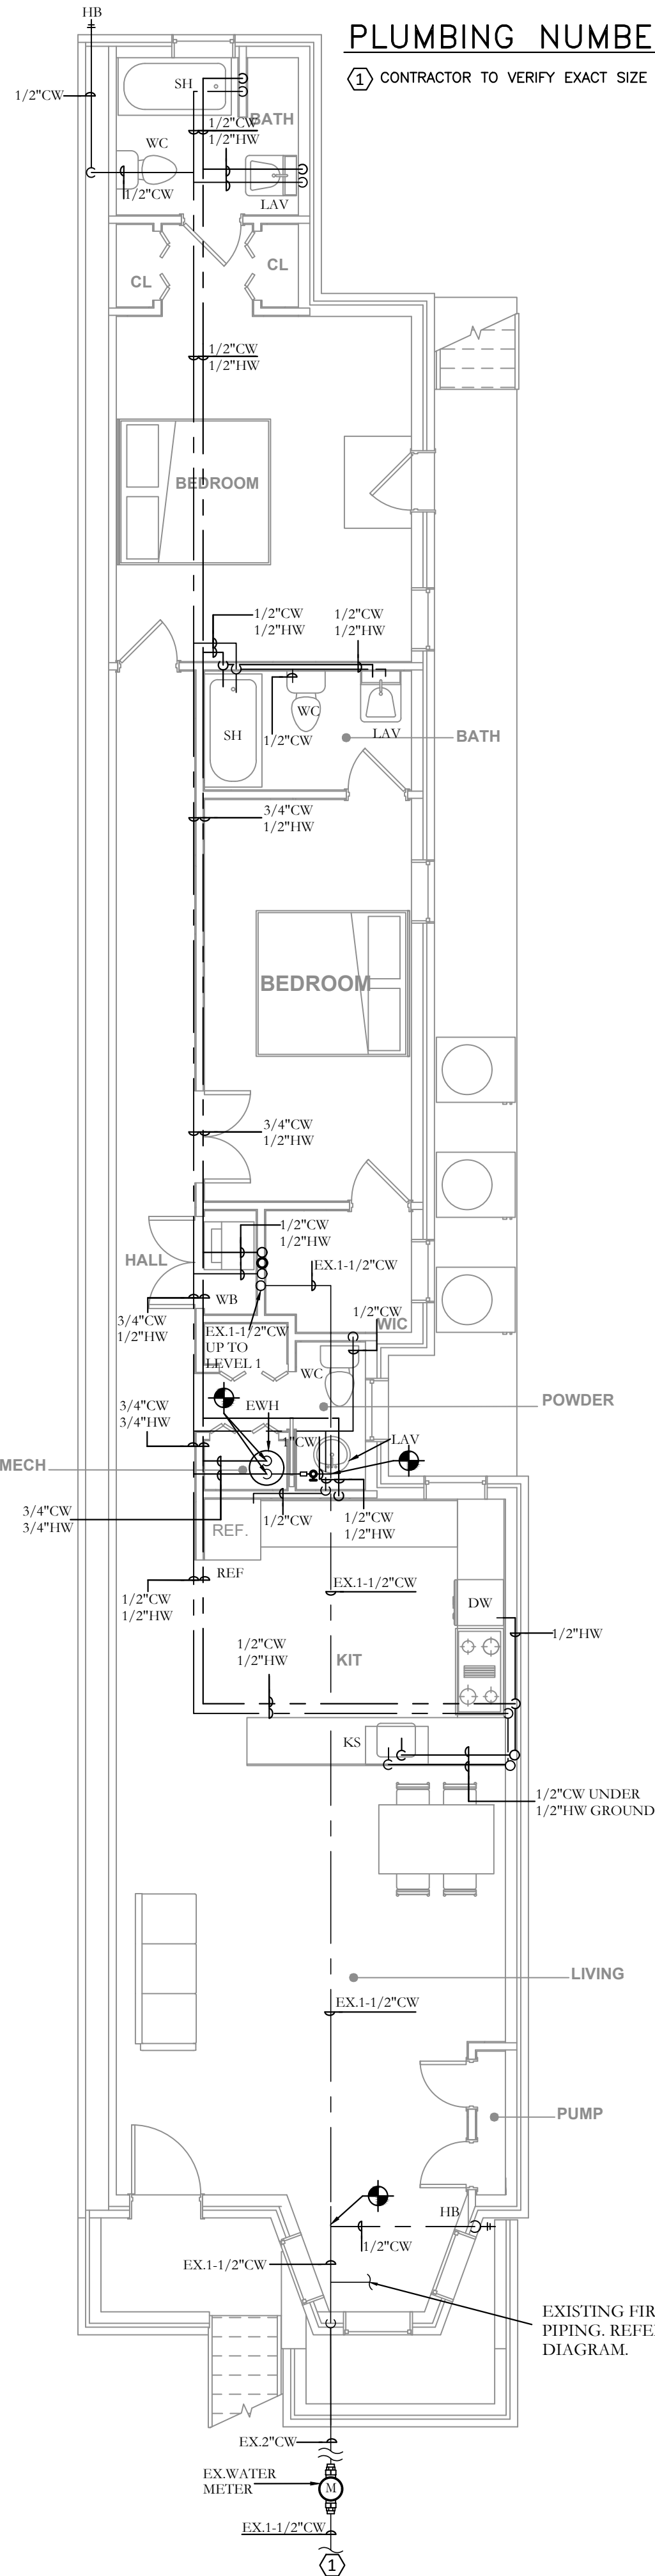 HB
PLUMBING NUMBE
1 CONTRACTOR TO VERIFY EXACT SIZE
1/2"CW
SH
BATH
1/2"CW
1/2"HW
WC
1/2"CW
LAV
CL
CL
1/2"CW
1/2"HW
BEDROOM
1/2"CW
1/2"HW
1/2"CW
1/2"HW
WC
SH
1/2"CW
LAV
BATH
3/4"CW
1/2"HW
BEDROOM
3/4"CW
1/2"HW
1/2"CW
1/2"HW
HALL
EX.1-1/2"CW
WB
1/2"CW
3/4"CW
1/2"HW
EX.1-1/2"CW
UP TO
LEVEL 1
WIC
WC
POWDER
3/4"CW
3/4"HW
EWH
1"CW
LAV
MECH
3/4"CW
3/4"HW
1/2"CW
1/2"CW
1/2"HW
REF.
REF
EX.1-1/2"CW
1/2"CW
1/2"HW
DW
1/2"HW
1/2"CW
1/2"HW
KIT
KS
1/2"CW UNDER
1/2"HW GROUND
LIVING
EX.1-1/2"CW
PUMP
HB
1/2"CW
EX.1-1/2"CW
EXISTING FIR
PIPING. REFE
DIAGRAM.
EX.2"CW
EX.WATER
METER
M
EX.1-1/2"CW
1